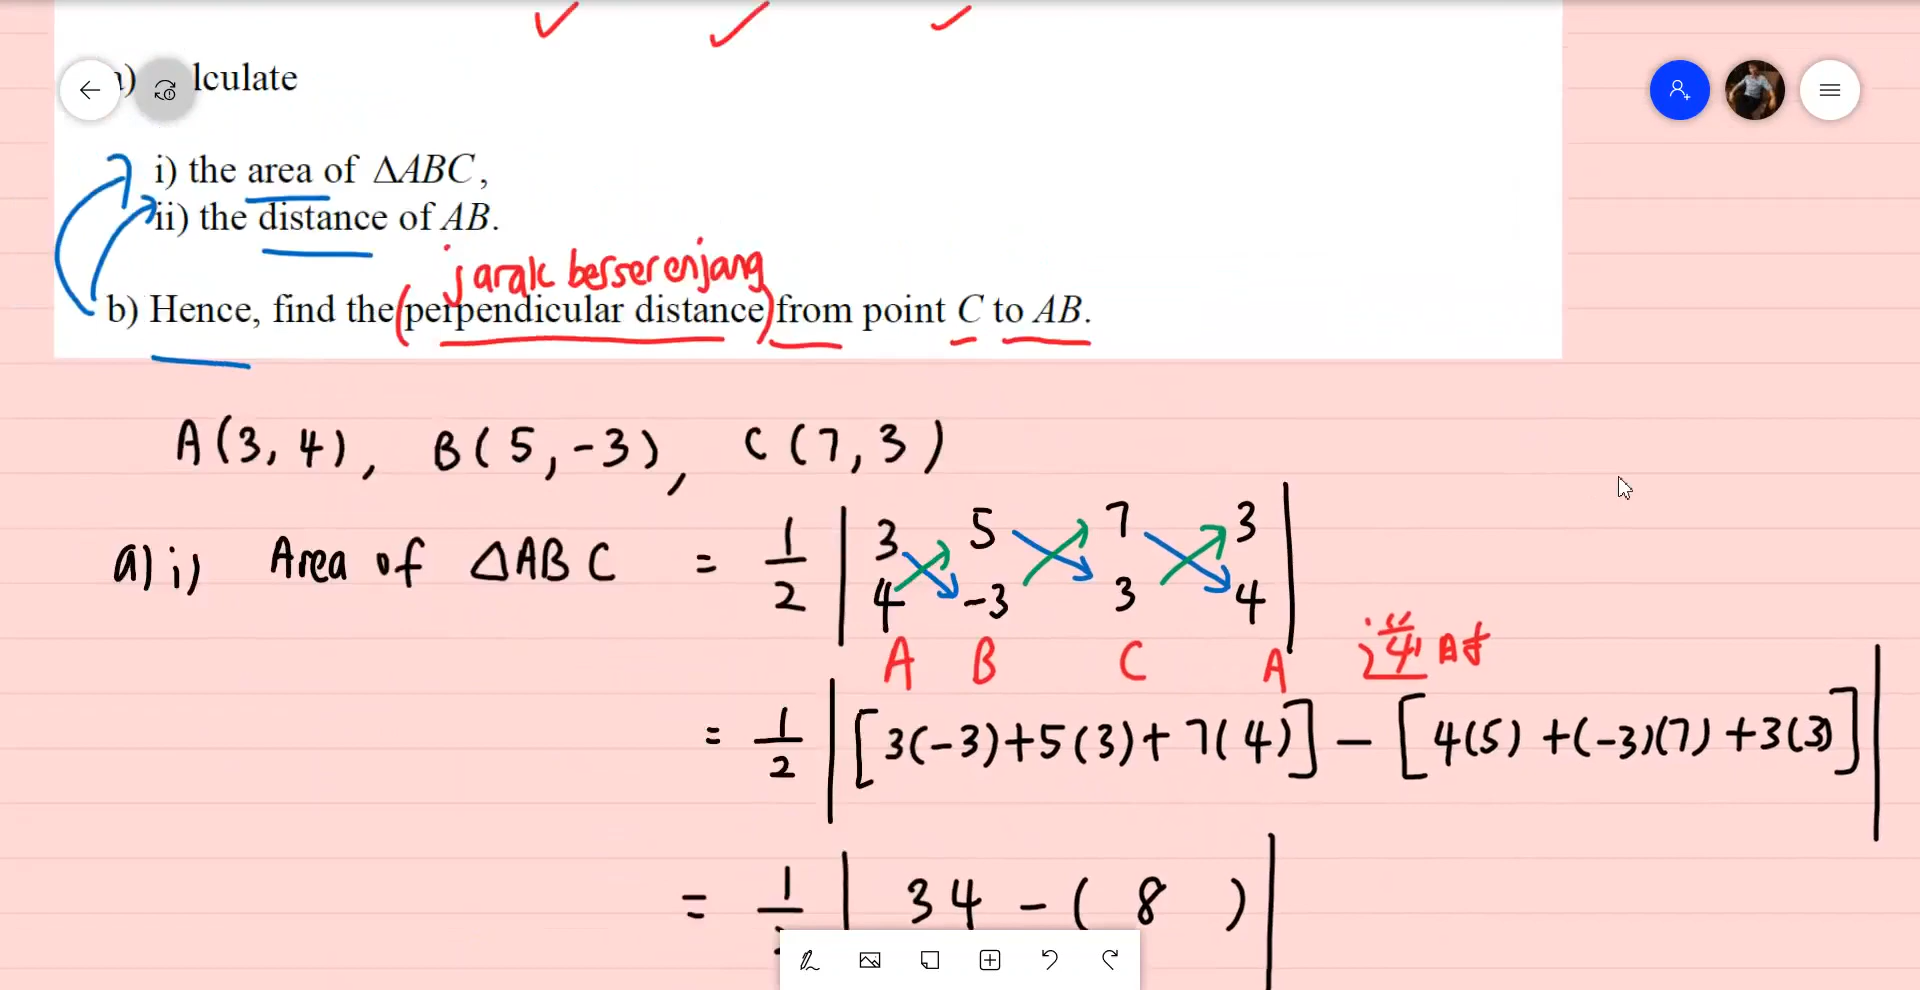 lculate
i) the area of ΔABC,
ii) the distance of AB.
jarak berserenjang
b) Hence, find the (perpendicular distance) from point C to AB.
A(3, 4), B(5, -3), C(7, 3)
a) i) Area of △ABC = 1/2 | 3 5 7 3
4 -3 3 4 |
A B C A
= 1/2 | [3(-3)+5(3)+7(4)] - [4(5)+(-3)(7)+3(3)] |
= 1/2 | 34 - ( 8 ) |